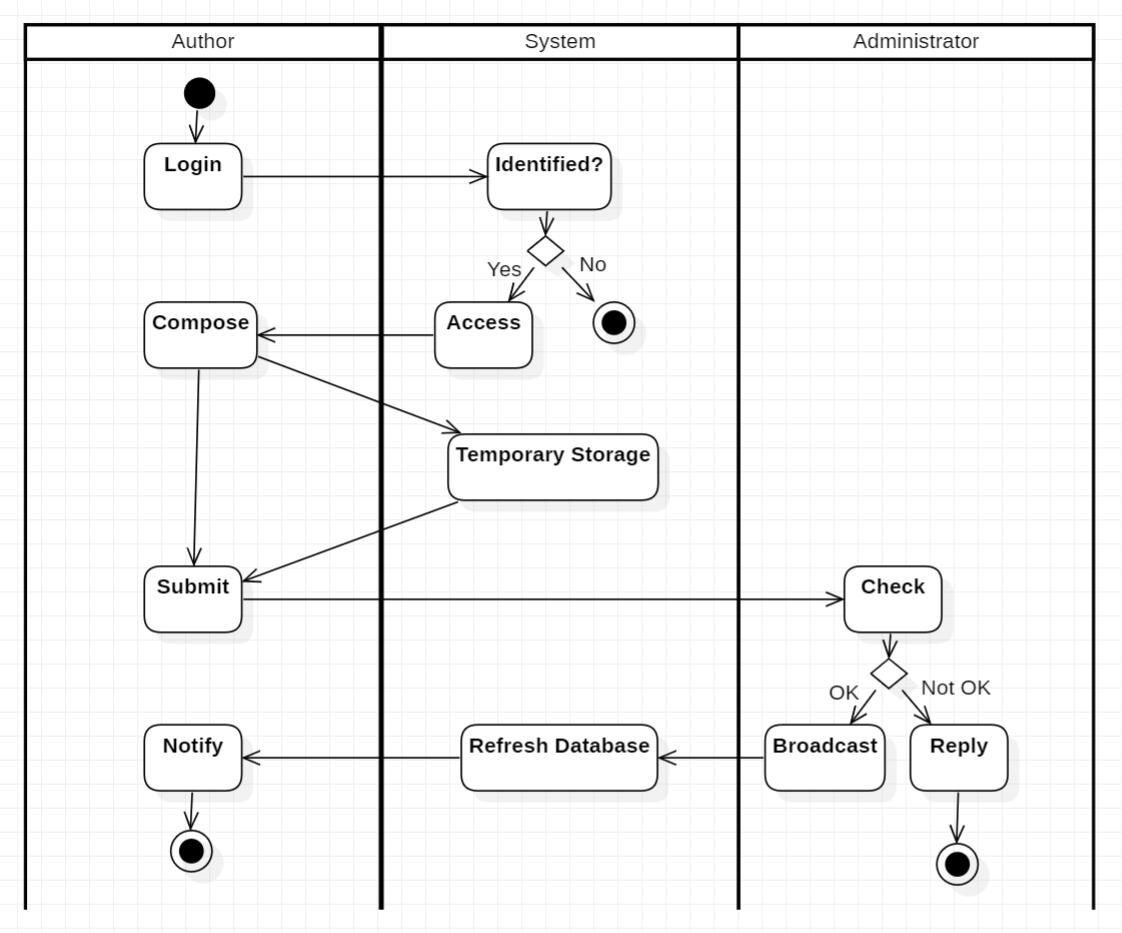 Author
System
Administrator
Login
Identified?
Yes
No
Compose
Access
Temporary Storage
Submit
Check
OK
Not OK
Notify
Refresh Database
Broadcast
Reply